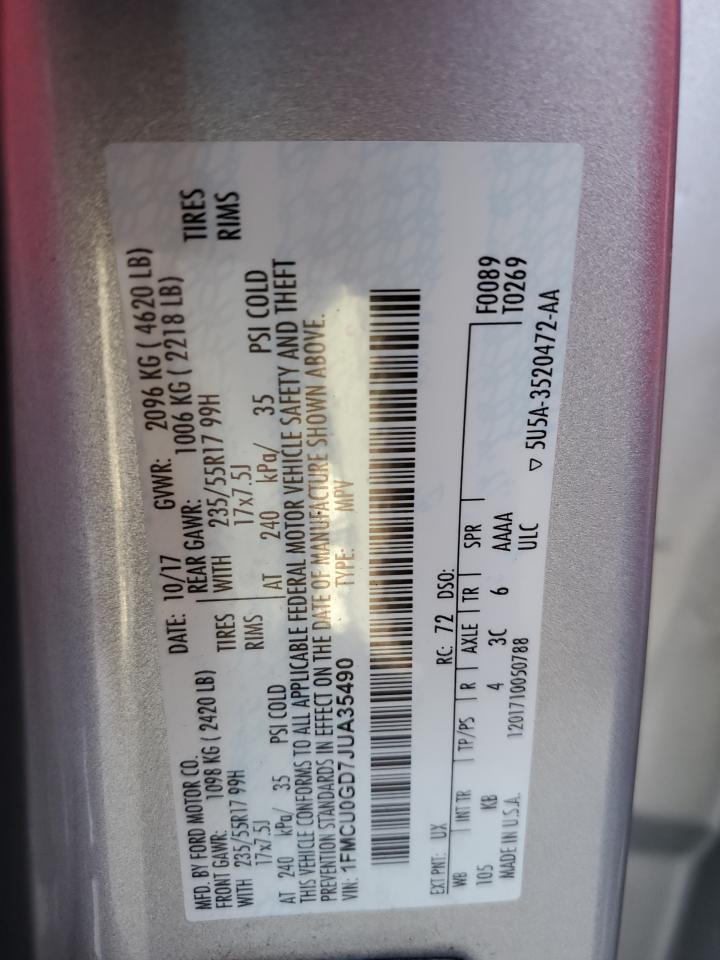 MFD. BY FORD MOTOR CO.
DATE: 10/17 GVWR: 2096 KG ( 4620 LB)
FRONT GAWR: 1098 KG ( 2420 LB) REAR GAWR: 1006 KG ( 2218 LB)
WITH 235/55R17 99H TIRES WITH 235/55R17 99H TIRES
17x7.5J RIMS 17x7.5J RIMS
AT 240 kPa/ 35 PSI COLD AT 240 kPa/ 35 PSI COLD
THIS VEHICLE CONFORMS TO ALL APPLICABLE FEDERAL MOTOR VEHICLE SAFETY AND THEFT
PREVENTION STANDARDS IN EFFECT ON THE DATE OF MANUFACTURE SHOWN ABOVE.
VIN: 1FMCU0GD7JUA35490 TYPE: MPV
EXT PNT: UX RC: 72 DSO:
WB INT TR TP/PS R AXLE TR SPR F0089
105 KB 4 3C 6 AAAA T0269
MADE IN U.S.A. 1201710050788 ULC
▽ 5U5A-3520472-AA